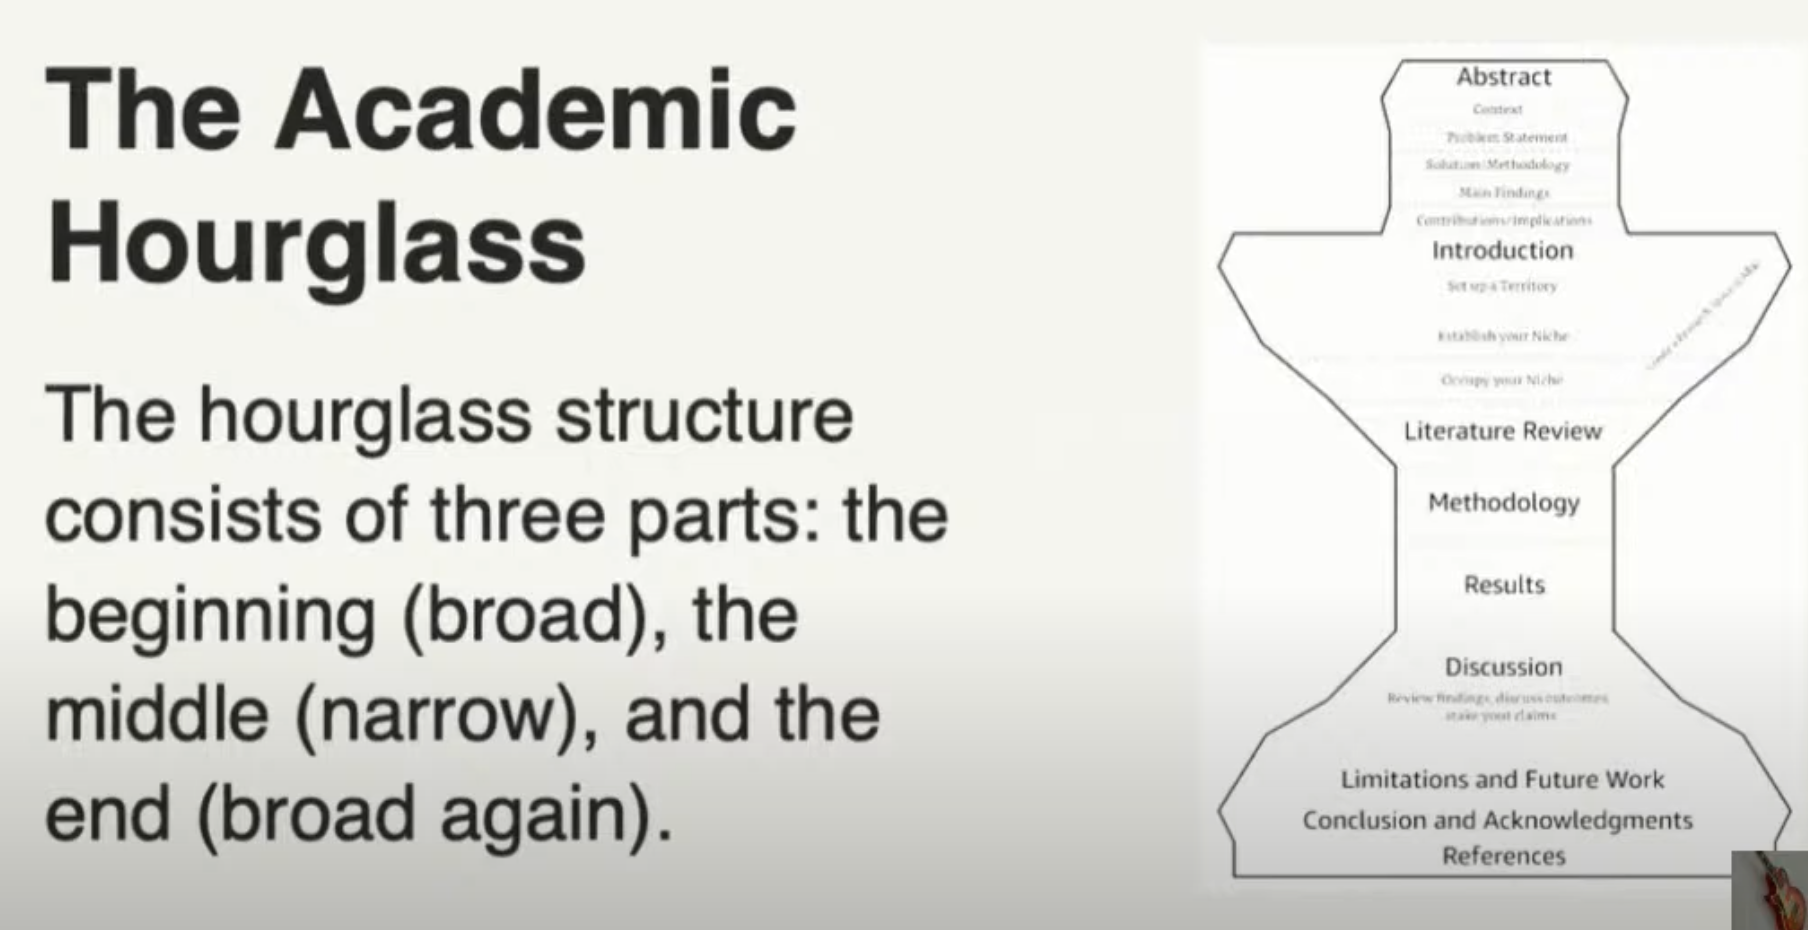 The Academic
Hourglass
The hourglass structure
consists of three parts: the
beginning (broad), the
middle (narrow), and the
end (broad again).
Abstract
Context
Problem Statement
Solution/Methodology
Main Findings
Contributions/Implications
Introduction
Set up a Territory
Establish your Niche
Occupy your Niche
Literature Review
Methodology
Results
Discussion
Review findings, discuss outcomes,
stake your claims
Limitations and Future Work
Conclusion and Acknowledgments
References